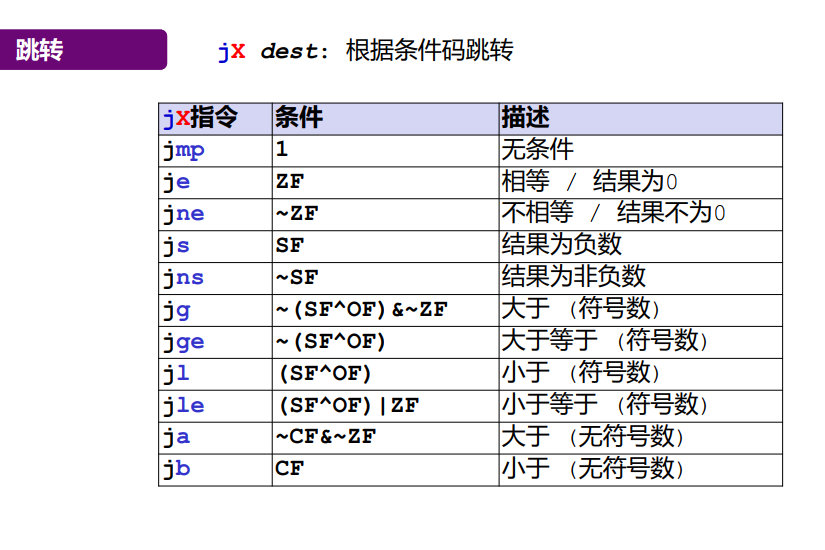 跳转
jX dest: 根据条件码跳转
jX指令 条件 描述
jmp 1 无条件
je ZF 相等 / 结果为0
jne ~ZF 不相等 / 结果不为0
js SF 结果为负数
jns ~SF 结果为非负数
jg ~(SF^OF)&~ZF 大于 (符号数)
jge ~(SF^OF) 大于等于 (符号数)
jl (SF^OF) 小于 (符号数)
jle (SF^OF)|ZF 小于等于 (符号数)
ja ~CF&~ZF 大于 (无符号数)
jb CF 小于 (无符号数)